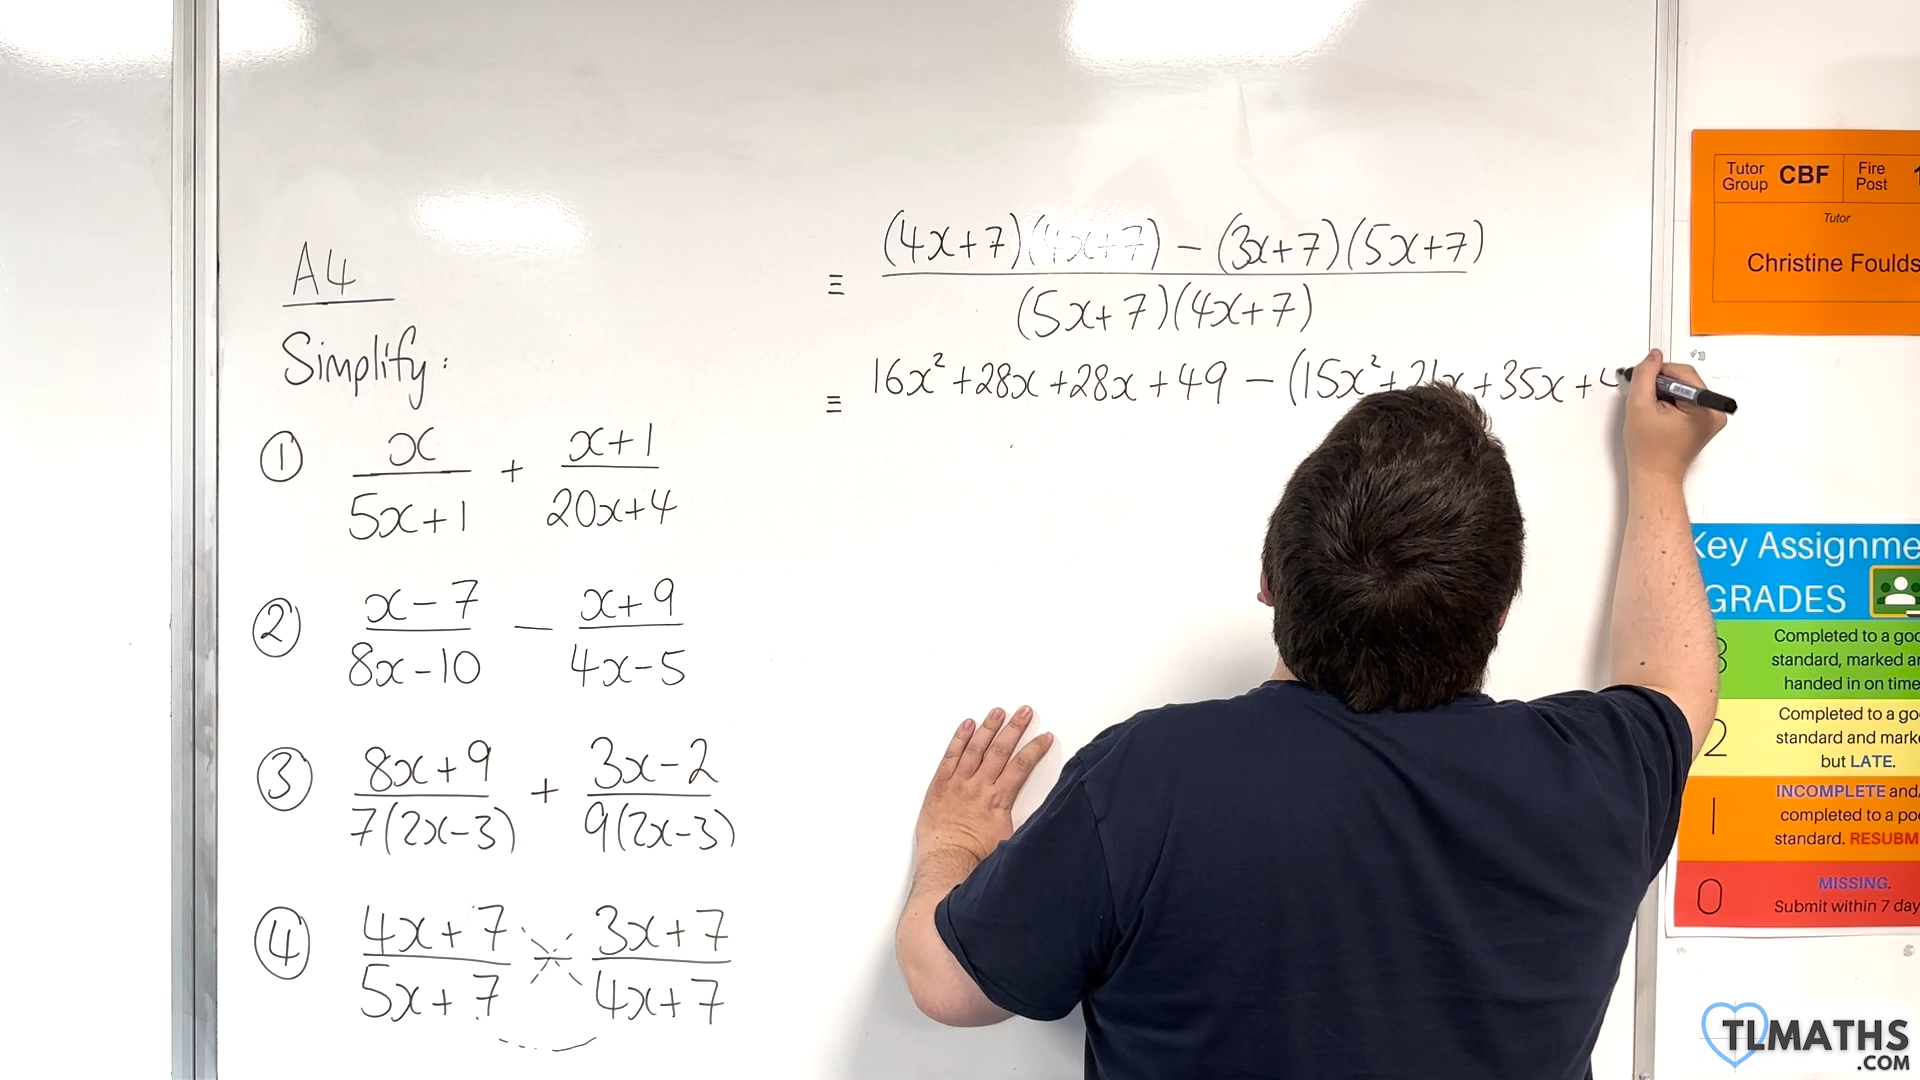 A4
Simplify:
① x/(5x+1) + (x+1)/(20x+4)
② (x-7)/(8x-10) - (x+9)/(4x-5)
③ (8x+9)/(7(2x-3)) + (3x-2)/(9(2x-3))
④ (4x+7)/(5x+7) - (3x+7)/(4x+7)
≡ ((4x+7)(4x+7) - (3x+7)(5x+7))/((5x+7)(4x+7))
≡ 16x² + 28x + 28x + 49 - (15x² + 21x + 35x + 4
Tutor Group CBF Fire Post
Tutor
Christine Foulds
Key Assignme
GRADES
3 Completed to a goo
standard, marked a
handed in on time
2 Completed to a go
standard and mark
but LATE.
1 INCOMPLETE and/
completed to a po
standard. RESUBM
0 MISSING.
Submit within 7 day
TLMATHS
.COM